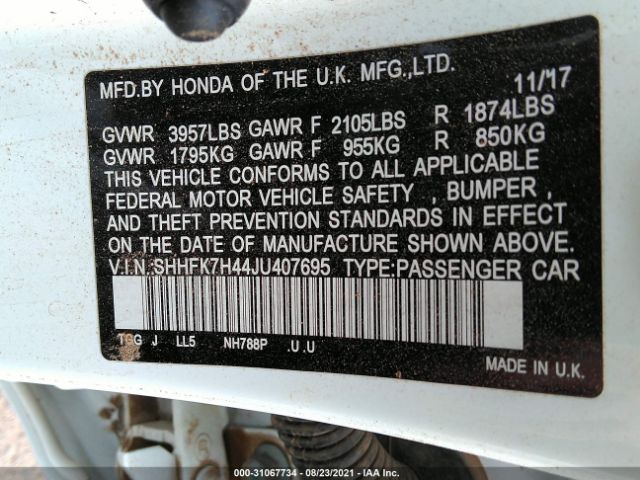 MFD.BY HONDA OF THE U.K. MFG.,LTD. 11/17
GVWR 3957LBS GAWR F 2105LBS R 1874LBS
GVWR 1795KG GAWR F 955KG R 850KG
THIS VEHICLE CONFORMS TO ALL APPLICABLE
FEDERAL MOTOR VEHICLE SAFETY , BUMPER ,
AND THEFT PREVENTION STANDARDS IN EFFECT
ON THE DATE OF MANUFACTURE SHOWN ABOVE.
V.I.N.:SHHFK7H44JU407695 TYPE:PASSENGER CAR
TGG J LL5 NH788P .U .U
MADE IN U.K.
000-31067734 - 08/23/2021 - IAA Inc.